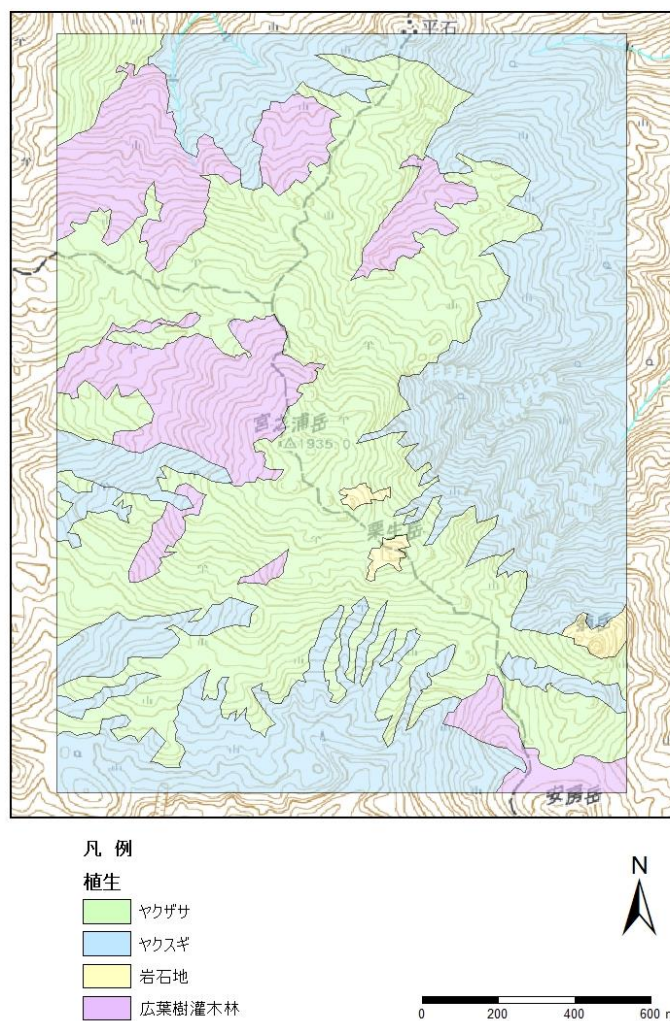 平石
宮之浦岳
1935.0
栗生岳
安房岳
凡 例
植生
ヤクザサ
ヤクスギ
岩石地
広葉樹灌木林
N
0 200 400 600 m